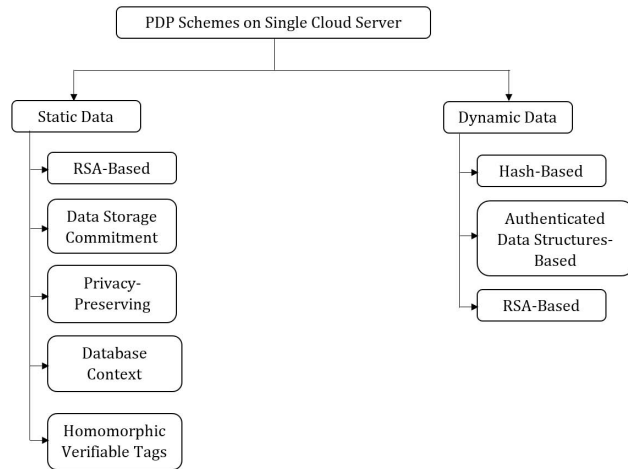 PDP Schemes on Single Cloud Server
Static Data
RSA-Based
Data Storage
Commitment
Privacy-
Preserving
Database
Context
Homomorphic
Verifiable Tags
Dynamic Data
Hash-Based
Authenticated
Data Structures-
Based
RSA-Based